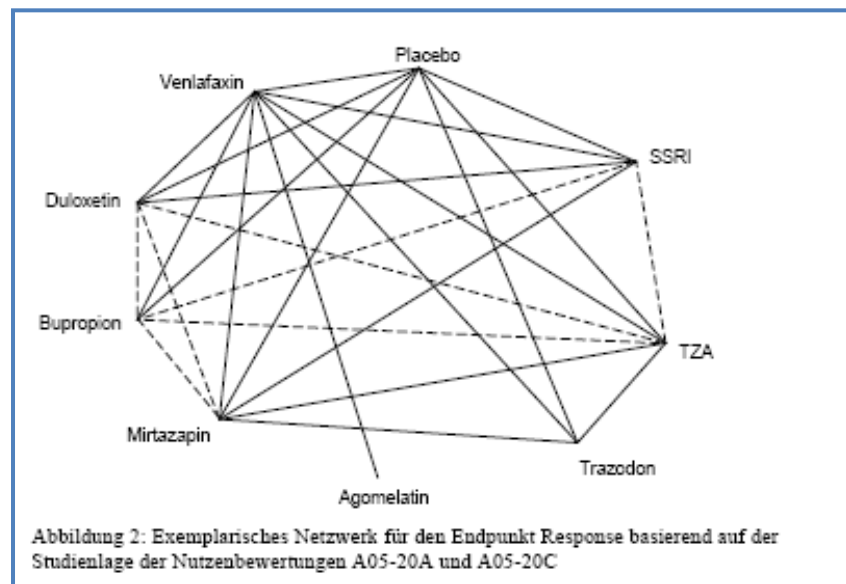 Placebo
Venlafaxin
SSRI
Duloxetin
Bupropion
TZA
Mirtazapin
Trazodon
Agomelatin
Abbildung 2: Exemplarisches Netzwerk für den Endpunkt Response basierend auf der
Studienlage der Nutzenbewertungen A05-20A und A05-20C